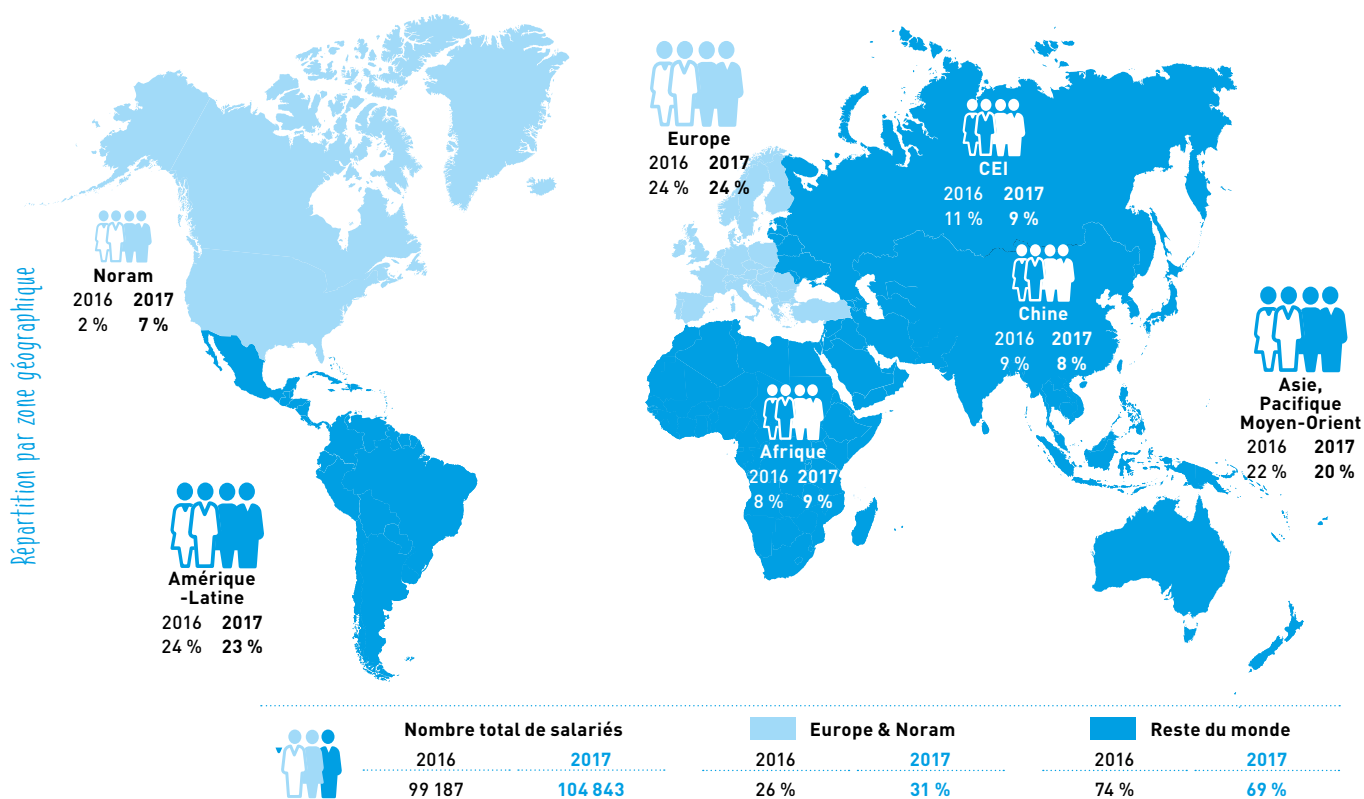 Répartition par zone géographique
Noram
2016 2017
2 % 7 %
Amérique
-Latine
2016 2017
24 % 23 %
Europe
2016 2017
24 % 24 %
CEI
2016 2017
11 % 9 %
Chine
2016 2017
9 % 8 %
Afrique
2016 2017
8 % 9 %
Asie,
Pacifique
Moyen-Orient
2016 2017
22 % 20 %
Nombre total de salariés Europe & Noram Reste du monde
2016 2017 2016 2017 2016 2017
99 187 104 843 26 % 31 % 74 % 69 %